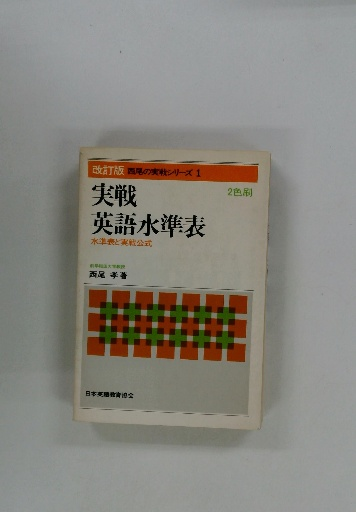 改訂版 西尾の実戦シリーズ 1
2色刷
実戦
英語水準表
水準表と実戦公式
西尾 孝著
日本英語教育協会